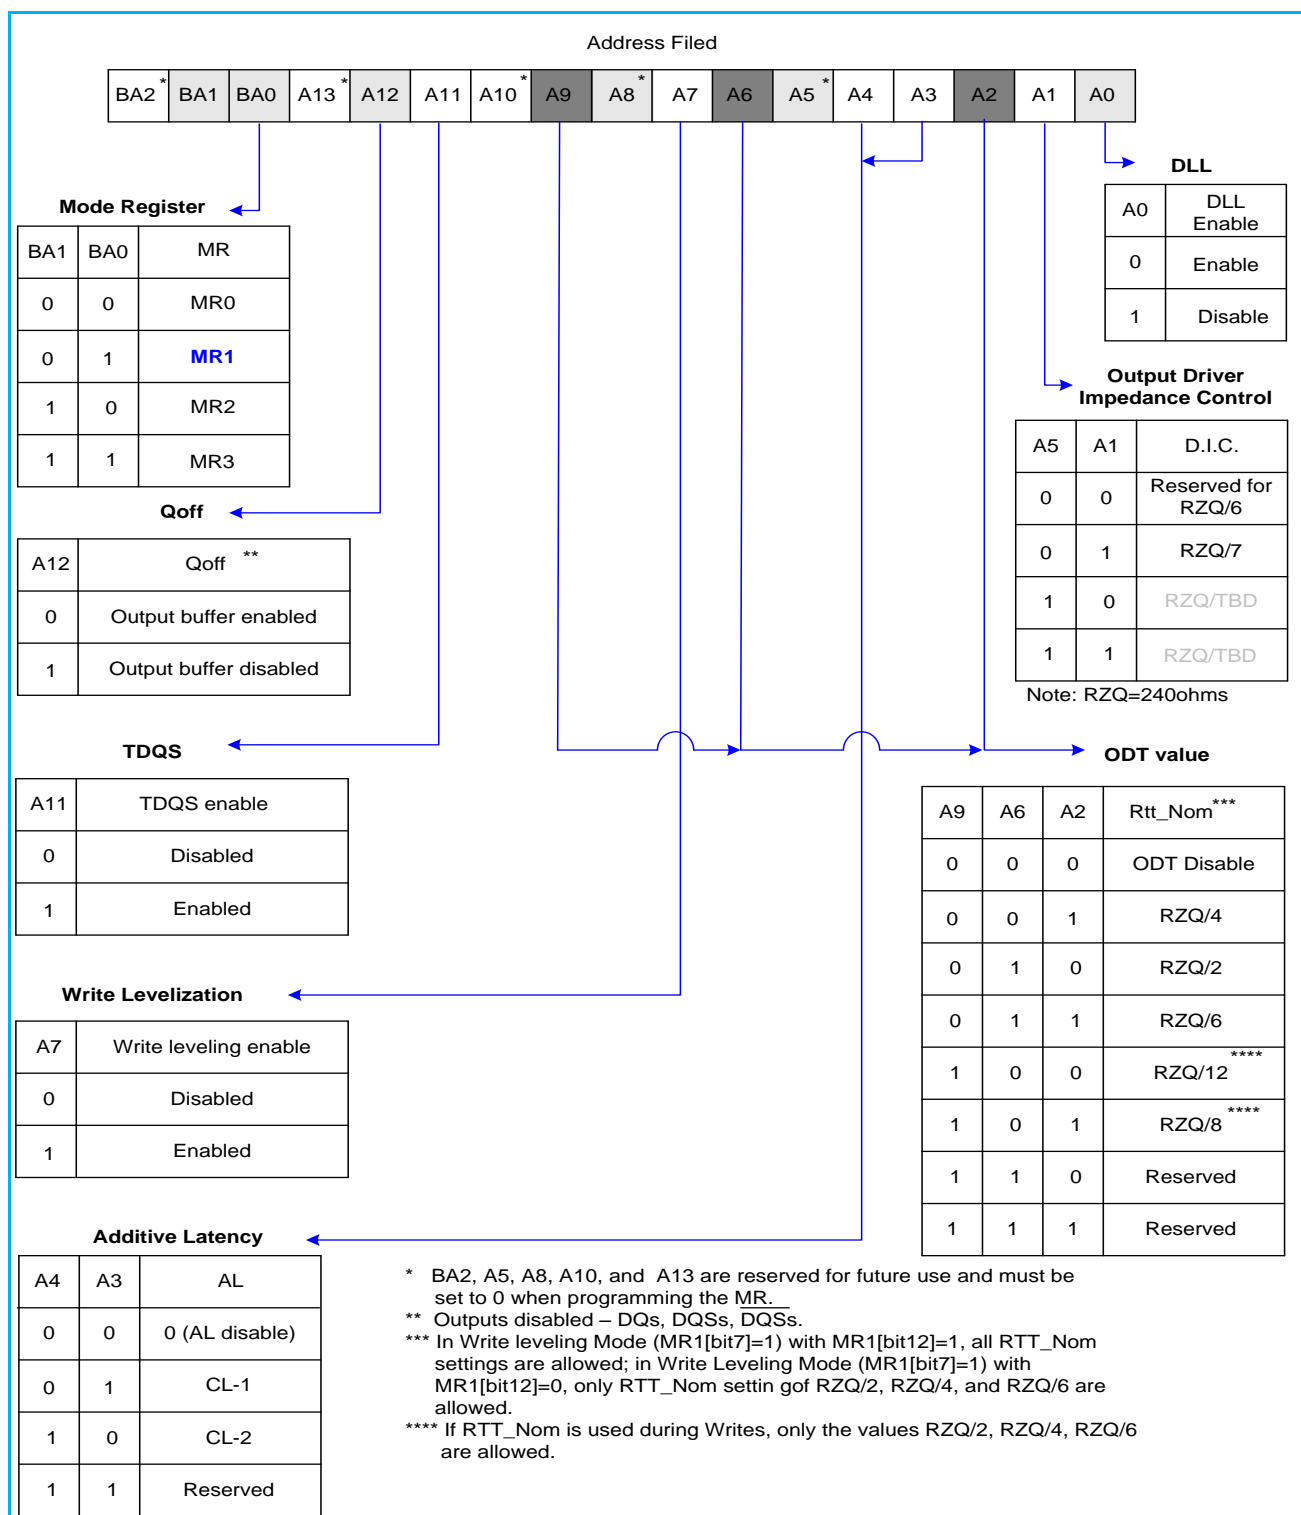 Address Filed
BA2* BA1 BA0 A13* A12 A11 A10* A9 A8* A7 A6 A5* A4 A3 A2 A1 A0
Mode Register
BA1 BA0 MR
0 0 MR0
0 1 MR1
1 0 MR2
1 1 MR3
Qoff
A12 Qoff **
0 Output buffer enabled
1 Output buffer disabled
TDQS
A11 TDQS enable
0 Disabled
1 Enabled
Write Levelization
A7 Write leveling enable
0 Disabled
1 Enabled
Additive Latency
A4 A3 AL
0 0 0 (AL disable)
0 1 CL-1
1 0 CL-2
1 1 Reserved
DLL
A0 DLL
Enable
0 Enable
1 Disable
Output Driver
Impedance Control
A5 A1 D.I.C.
0 0 Reserved for
RZQ/6
0 1 RZQ/7
1 0 RZQ/TBD
1 1 RZQ/TBD
Note: RZQ=240ohms
ODT value
A9 A6 A2 Rtt_Nom***
0 0 0 ODT Disable
0 0 1 RZQ/4
0 1 0 RZQ/2
0 1 1 RZQ/6
1 0 0 RZQ/12****
1 0 1 RZQ/8****
1 1 0 Reserved
1 1 1 Reserved
* BA2, A5, A8, A10, and A13 are reserved for future use and must be
set to 0 when programming the MR.
** Outputs disabled – DQs, DQSs, DQSs.
*** In Write leveling Mode (MR1[bit7]=1) with MR1[bit12]=1, all RTT_Nom
settings are allowed; in Write Leveling Mode (MR1[bit7]=1) with
MR1[bit12]=0, only RTT_Nom settin gof RZQ/2, RZQ/4, and RZQ/6 are
allowed.
**** If RTT_Nom is used during Writes, only the values RZQ/2, RZQ/4, RZQ/6
are allowed.